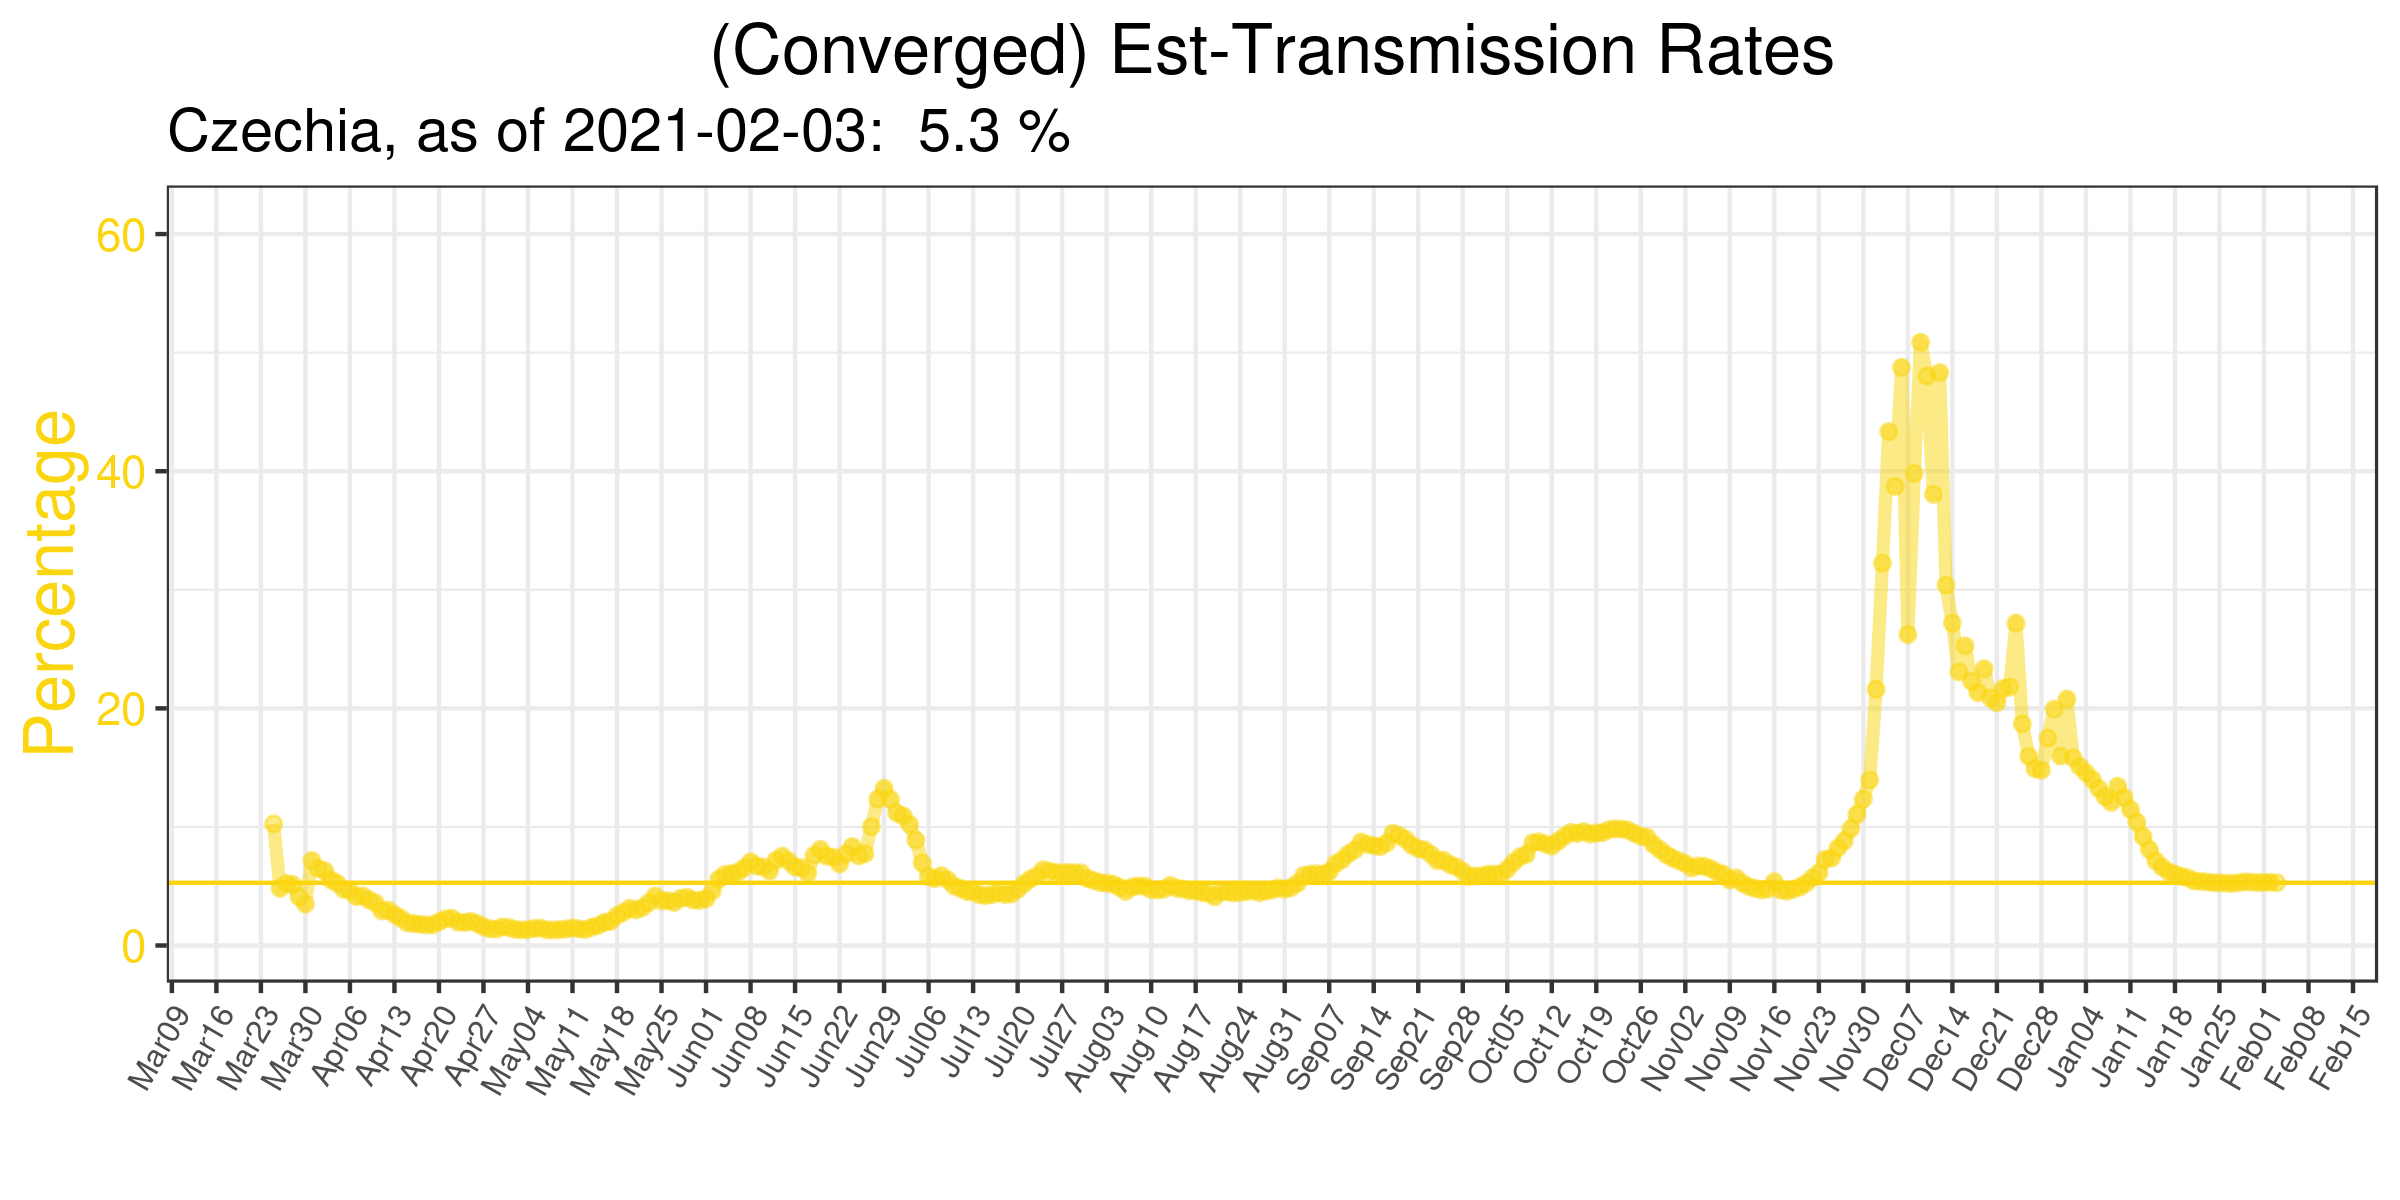 (Converged) Est-Transmission Rates
Czechia, as of 2021-02-03:  5.3 %
Percentage
60
40
20
0
Mar09
Mar16
Mar23
Mar30
Apr06
Apr13
Apr20
Apr27
May04
May11
May18
May25
Jun01
Jun08
Jun15
Jun22
Jun29
Jul06
Jul13
Jul20
Jul27
Aug03
Aug10
Aug17
Aug24
Aug31
Sep07
Sep14
Sep21
Sep28
Oct05
Oct12
Oct19
Oct26
Nov02
Nov09
Nov16
Nov23
Nov30
Dec07
Dec14
Dec21
Dec28
Jan04
Jan11
Jan18
Jan25
Feb01
Feb08
Feb15